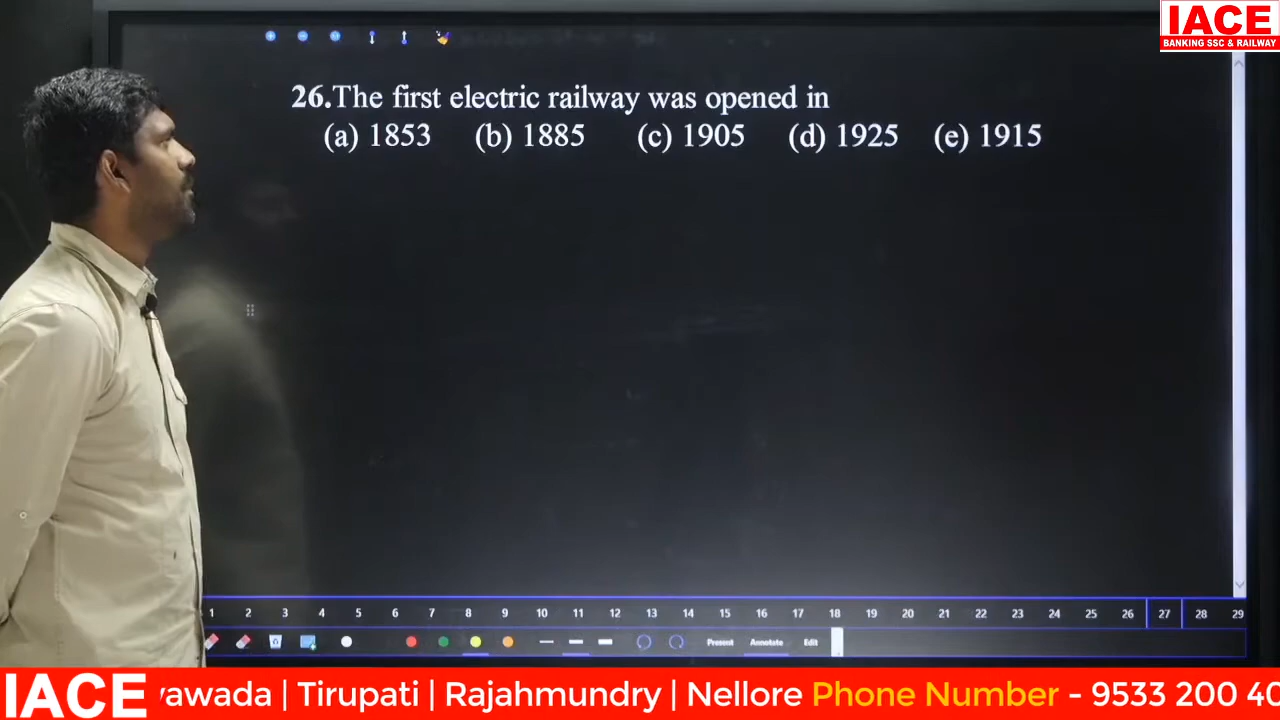 IACE
BANKING SSC & RAILWAY
26.The first electric railway was opened in
(a) 1853 (b) 1885 (c) 1905 (d) 1925 (e) 1915
1 2 3 4 5 6 7 8 9 10 11 12 13 14 15 16 17 18 19 20 21 22 23 24 25 26 27 28 29
Present Annotate Edit
IACE
| Tirupati | Rajahmundry | Nellore Phone Number - 9533 200